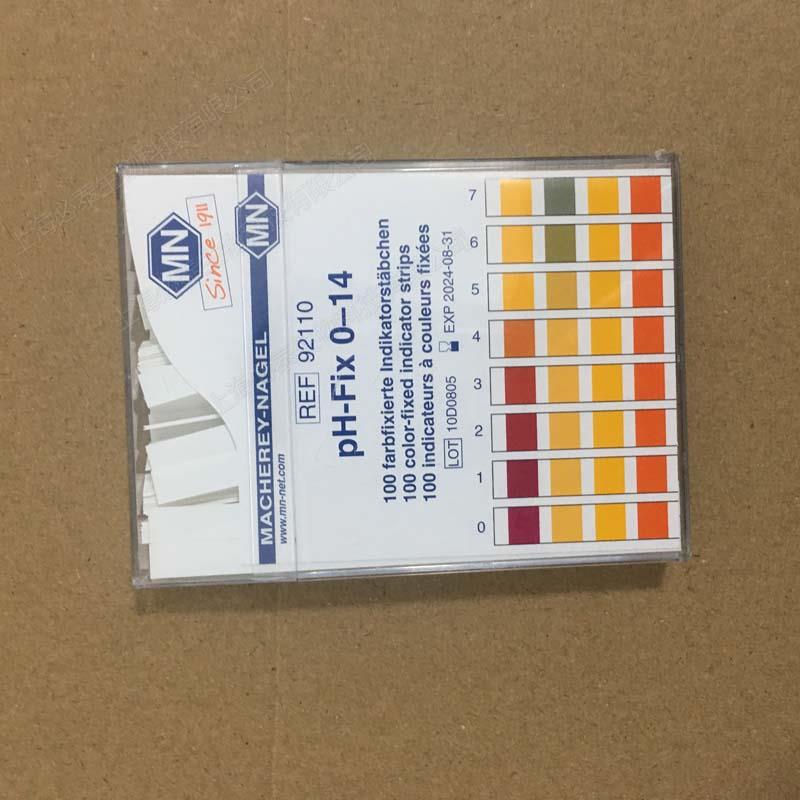 MN
Since 1911
MACHEREY-NAGEL
MN
www.mn-net.com
REF 92110
pH-Fix 0–14
100 farbfixierte Indikatorstäbchen
100 color-fixed indicator strips
100 indicateurs à couleurs fixées
LOT 10D0805 EXP 2024-08-31
0 1 2 3 4 5 6 7